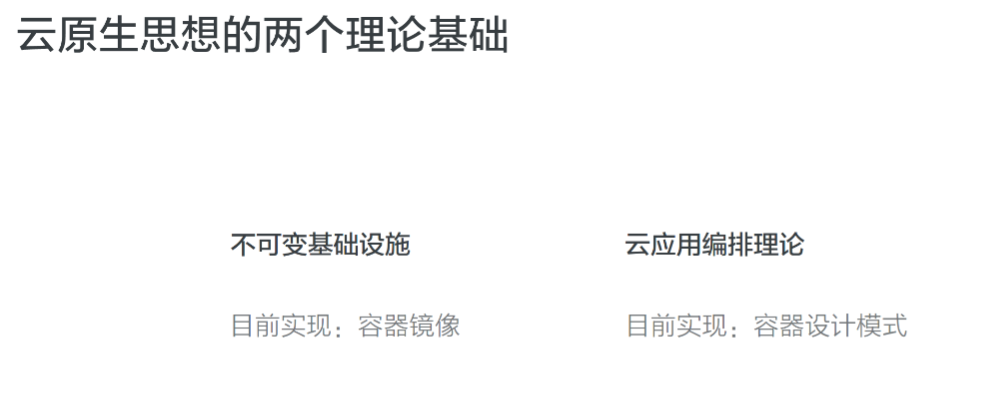 云原生思想的两个理论基础
不可变基础设施
云应用编排理论
目前实现：容器镜像
目前实现：容器设计模式